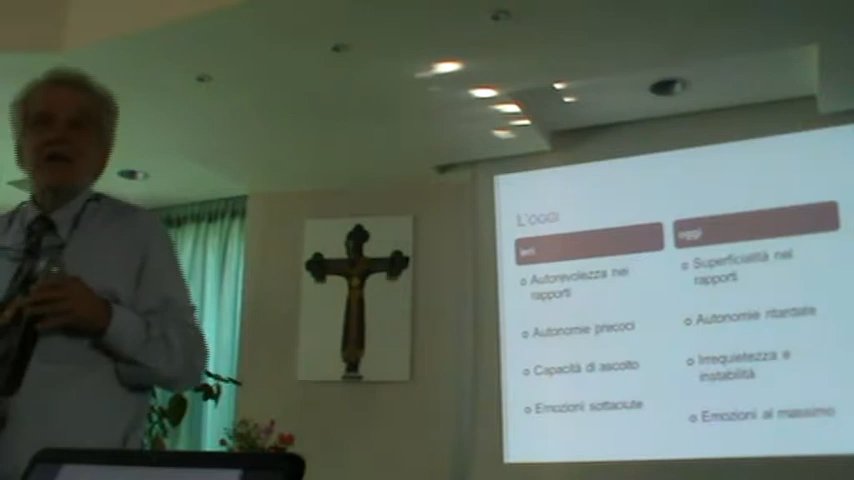 L'OGGI
ieri
Autorevolezza nei
rapporti
Autonomie precoci
Capacità di ascolto
Emozioni sottaciute
oggi
Superficialità nei
rapporti
Autonomie ritardate
Irrequietezza e
instabilità
Emozioni al massimo